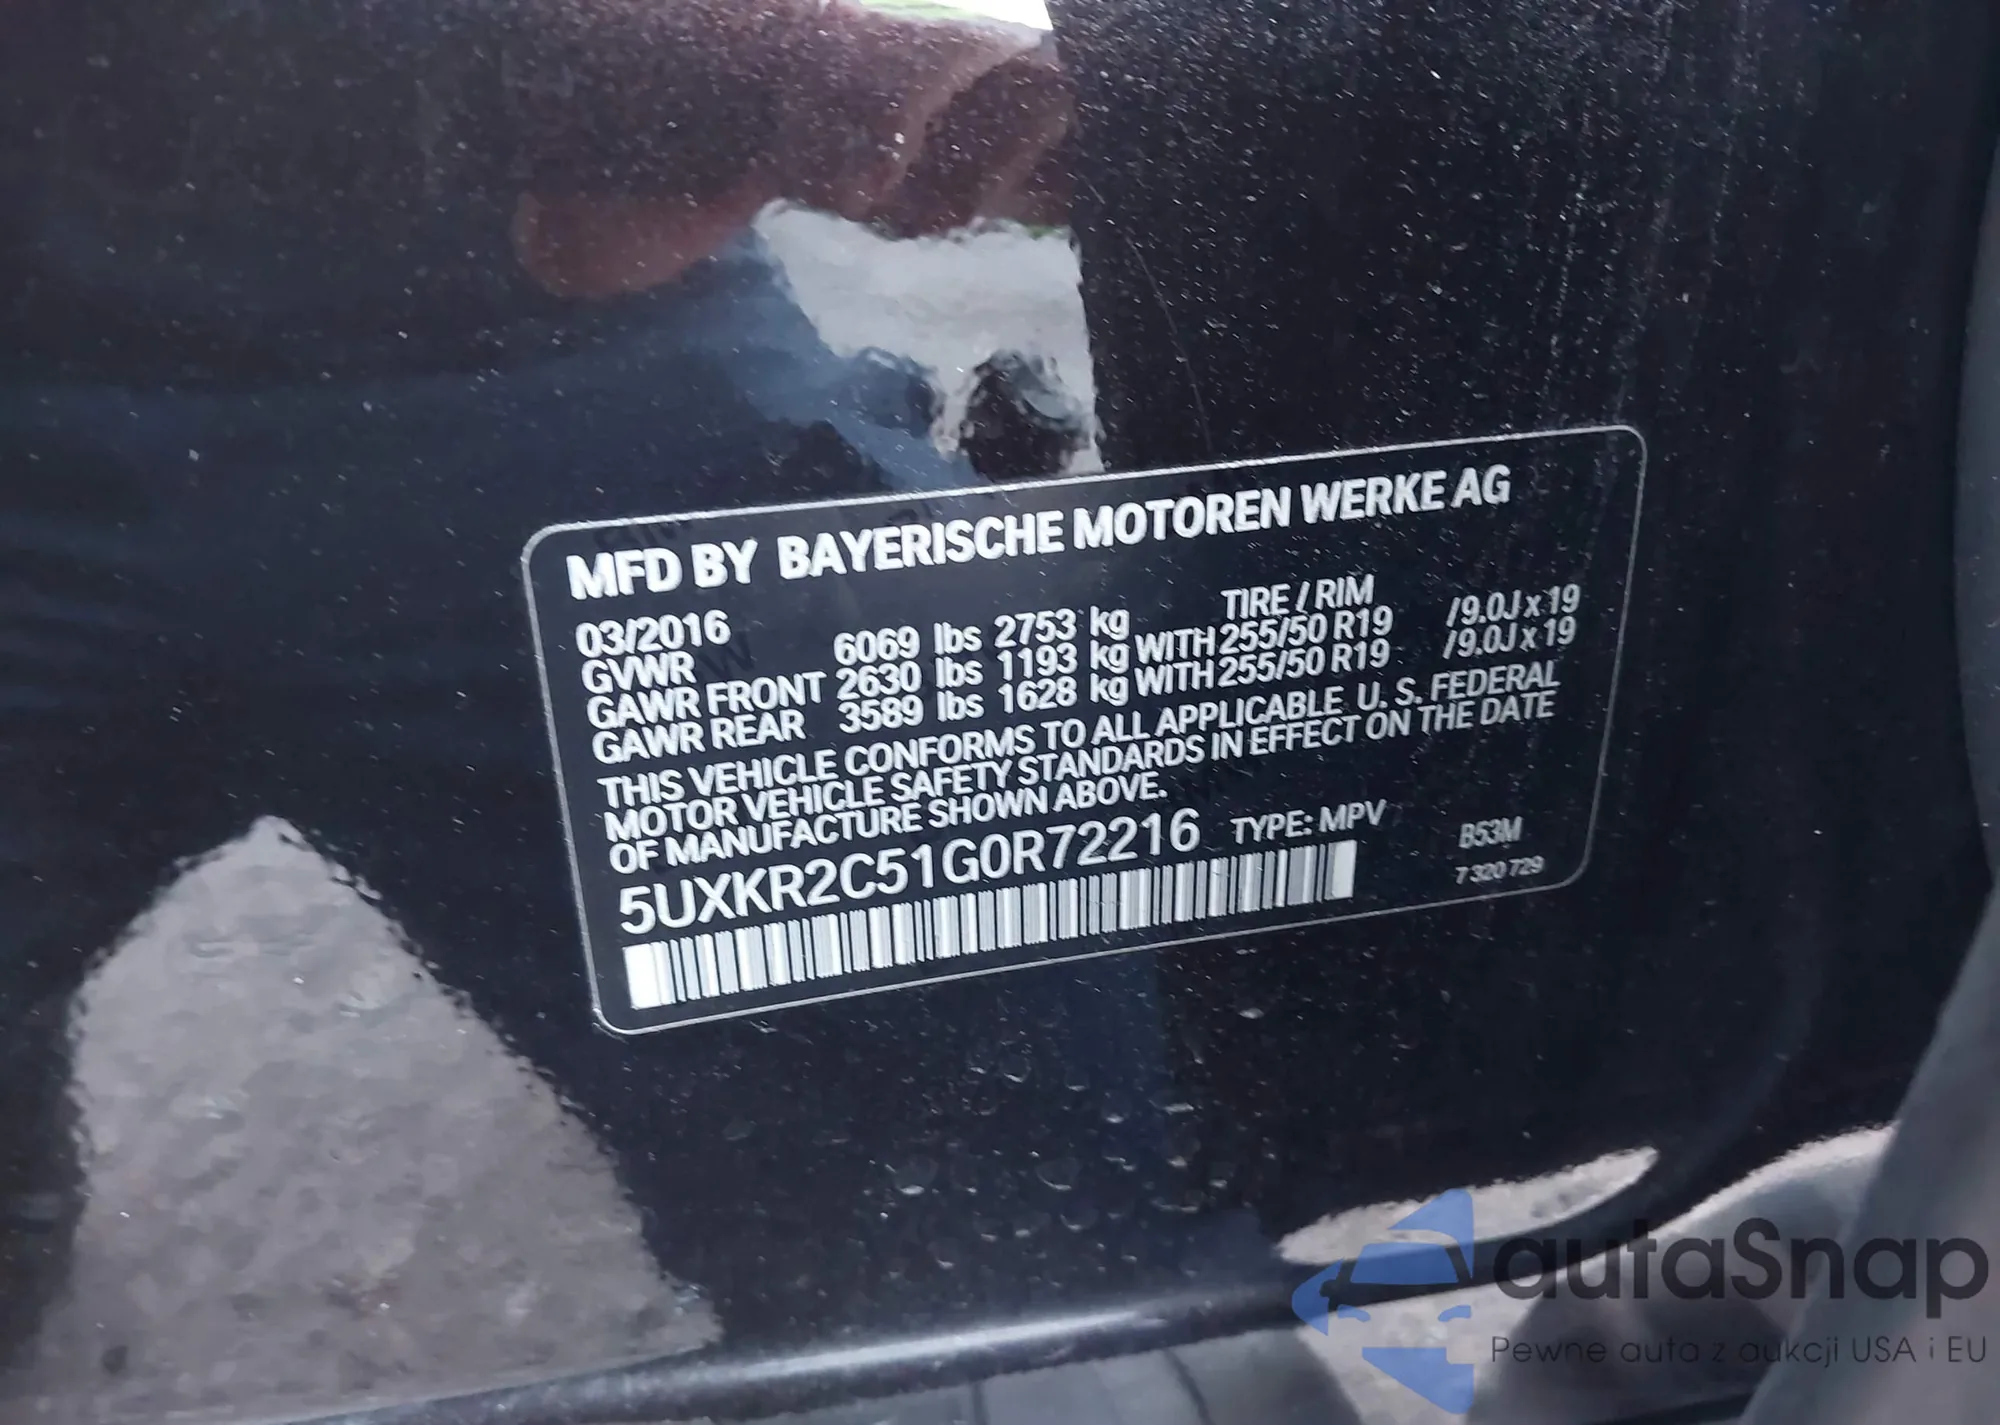 MFD BY BAYERISCHE MOTOREN WERKE AG
03/2016 TIRE / RIM
GVWR 6069 lbs 2753 kg
GAWR FRONT 2630 lbs 1193 kg WITH 255/50 R19 /9.0J x 19
GAWR REAR 3589 lbs 1628 kg WITH 255/50 R19 /9.0J x 19
THIS VEHICLE CONFORMS TO ALL APPLICABLE U. S. FEDERAL
MOTOR VEHICLE SAFETY STANDARDS IN EFFECT ON THE DATE
OF MANUFACTURE SHOWN ABOVE.
5UXKR2C51G0R72216 TYPE: MPV B53M
7 320 729
autaSnap
Pewne auta z aukcji USA i EU